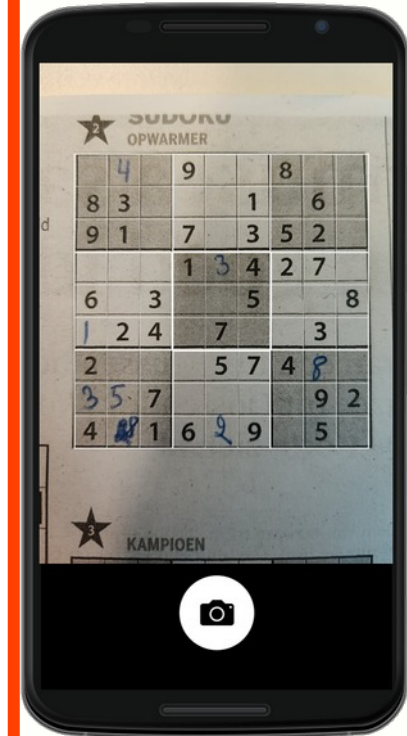 2
SUDOKU
OPWARMER
4 9 8
8 3 1 6
d
9 1 7 3 5 2
1 3 4 2 7
6 3 5 8
1 2 4 7 3
2 5 7 4 8
3 5 7 9 2
4 8 1 6 2 9 5
3
KAMPIOEN